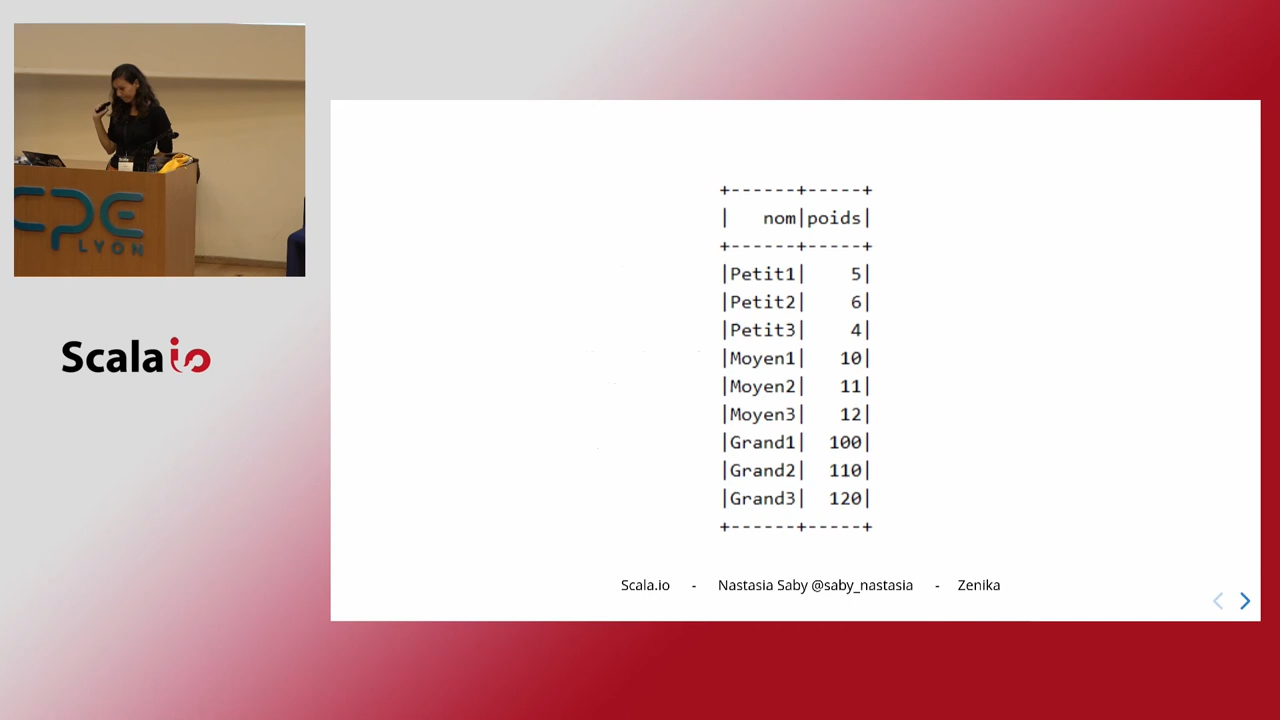 CPE
LYON
Scala io
+------+-----+
|   nom|poids|
+------+-----+
|Petit1|    5|
|Petit2|    6|
|Petit3|    4|
|Moyen1|   10|
|Moyen2|   11|
|Moyen3|   12|
|Grand1|  100|
|Grand2|  110|
|Grand3|  120|
+------+-----+
Scala.io - Nastasia Saby @saby_nastasia - Zenika